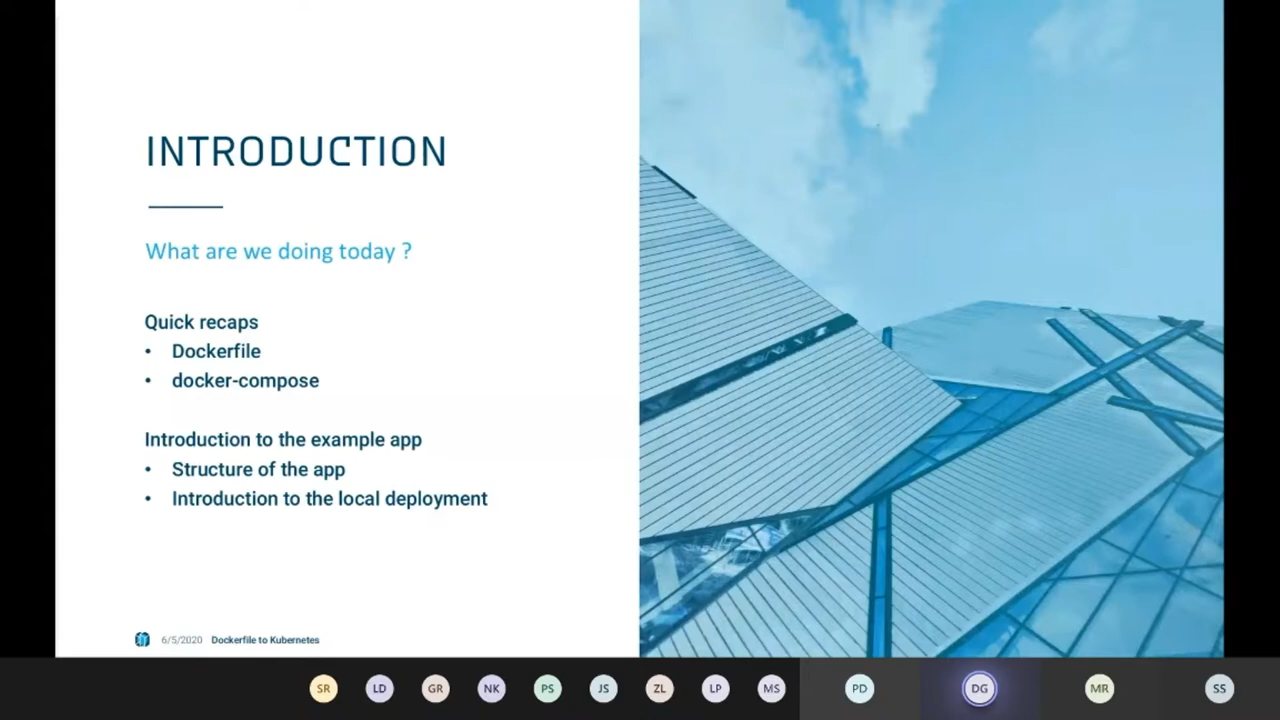 INTRODUCTION
What are we doing today ?
Quick recaps
• Dockerfile
• docker-compose
Introduction to the example app
• Structure of the app
• Introduction to the local deployment
6/5/2020 Dockerfile to Kubernetes
SR LD GR NK PS JS ZL LP MS PD DG MR SS